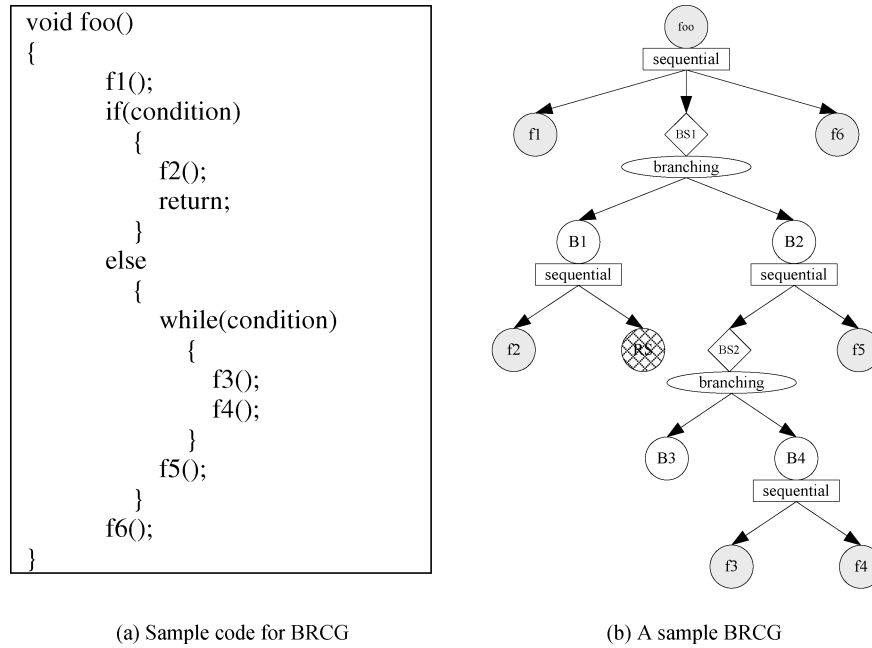 void foo()
{
f1();
if(condition)
{
f2();
return;
}
else
{
while(condition)
{
f3();
f4();
}
f5();
}
f6();
}
(a) Sample code for BRCG
foo
sequential
f1
BS1
f6
branching
B1
B2
sequential
sequential
f2
RS
BS2
f5
branching
B3
B4
sequential
f3
f4
(b) A sample BRCG